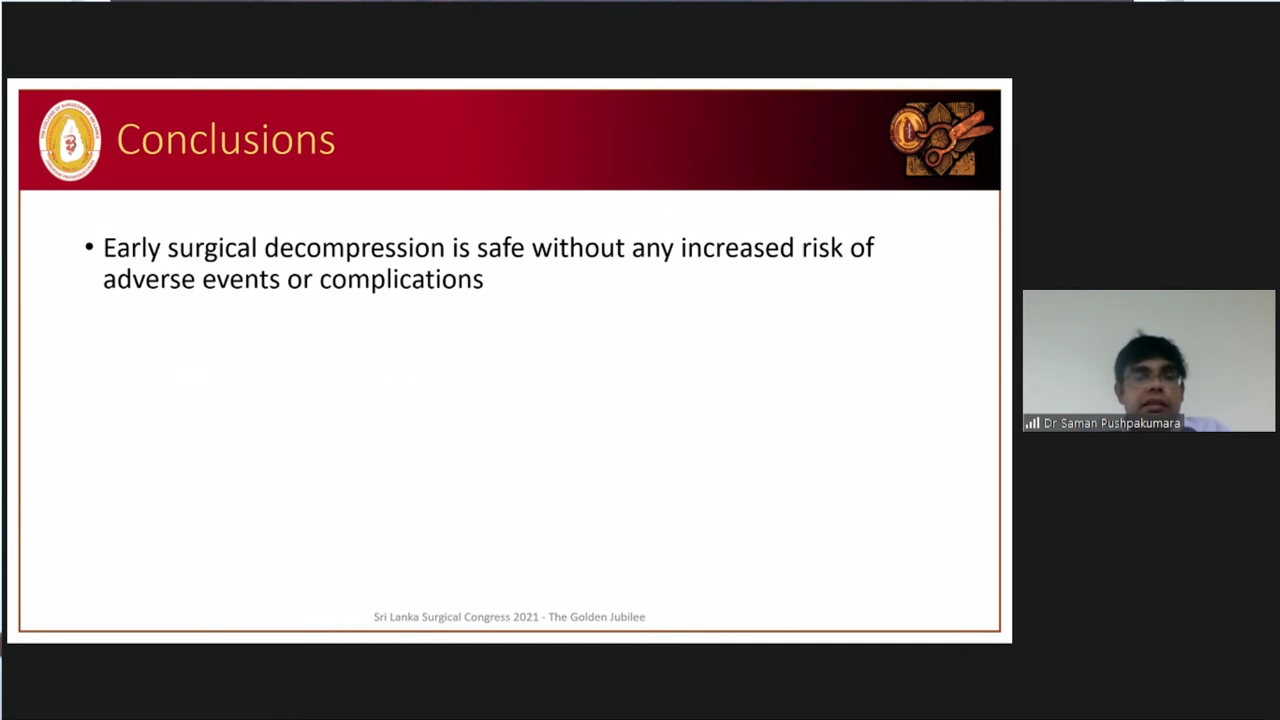 Conclusions
• Early surgical decompression is safe without any increased risk of
adverse events or complications
Sri Lanka Surgical Congress 2021 - The Golden Jubilee
Dr Saman Pushpakumara